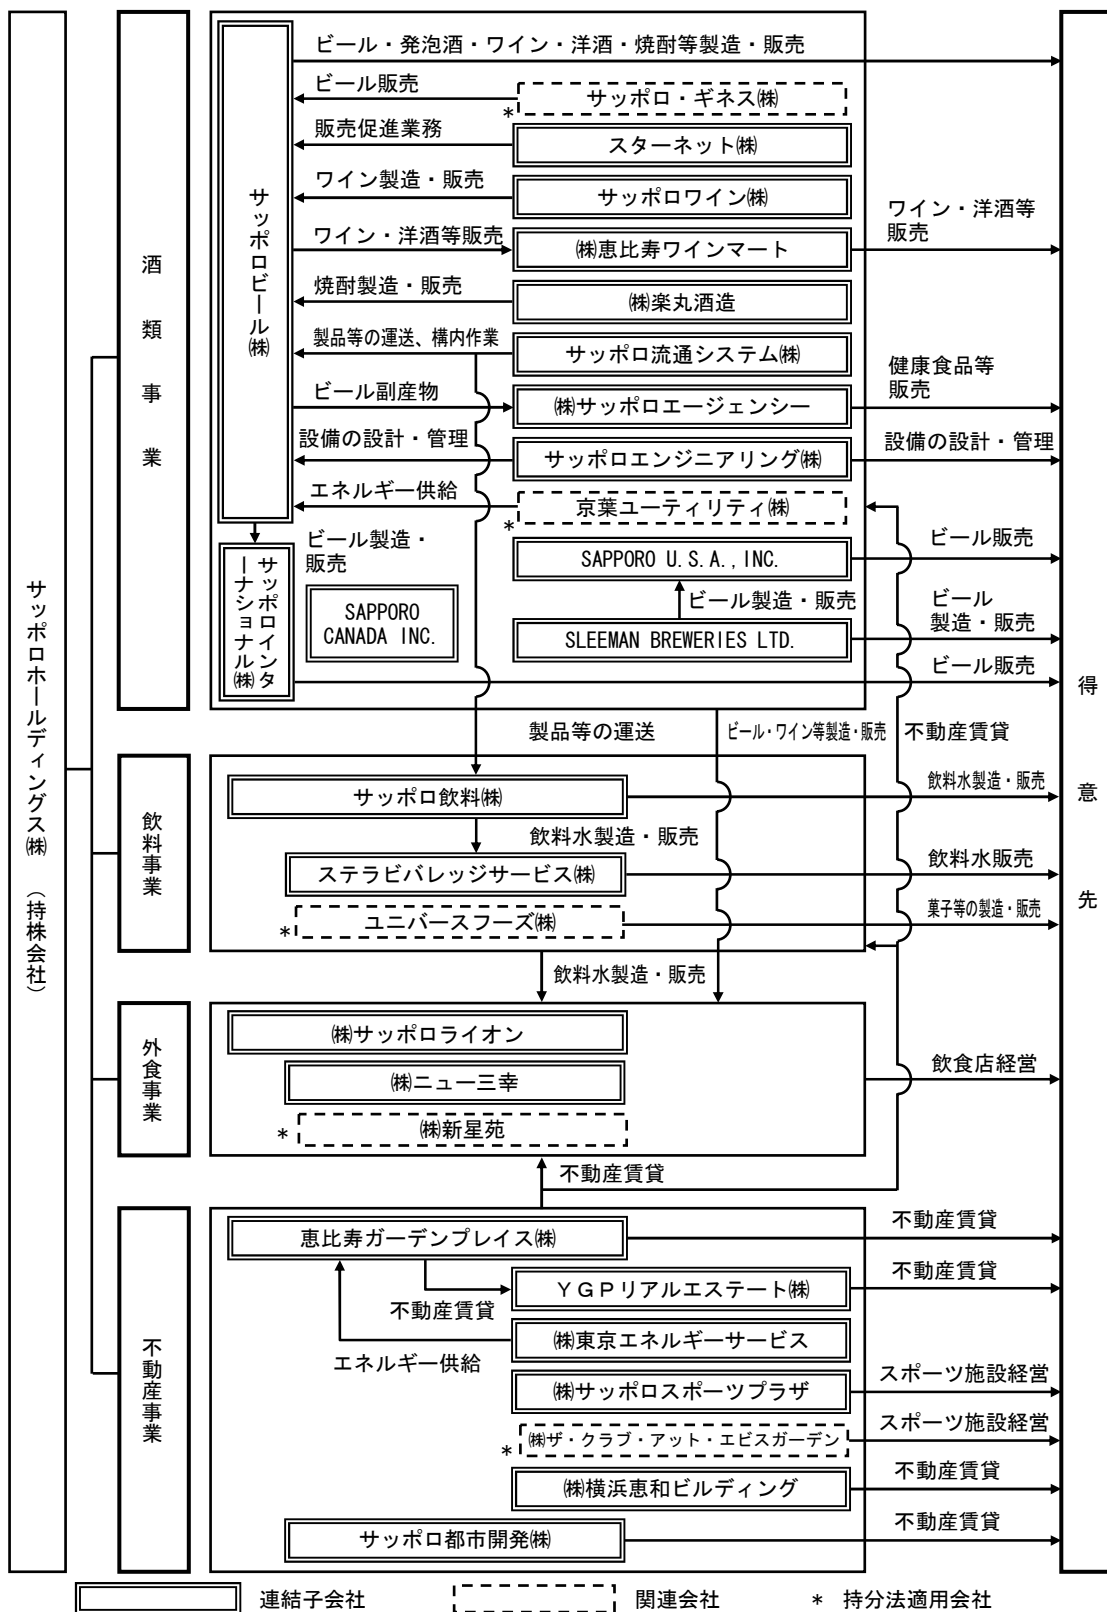 サッポロホールディングス㈱　（持株会社）
酒類事業
サッポロビール㈱
ビール・発泡酒・ワイン・洋酒・焼酎等製造・販売
ビール販売
* サッポロ・ギネス㈱
販売促進業務
スターネット㈱
ワイン製造・販売
サッポロワイン㈱
ワイン・洋酒等販売
㈱恵比寿ワインマート
ワイン・洋酒等
販売
焼酎製造・販売
㈱楽丸酒造
製品等の運送、構内作業
サッポロ流通システム㈱
ビール副産物
㈱サッポロエージェンシー
健康食品等
販売
設備の設計・管理
サッポロエンジニアリング㈱
設備の設計・管理
エネルギー供給
* 京葉ユーティリティ㈱
サッポロインタ
ーナショナル㈱
ビール製造・
販売
SAPPORO U.S.A.,INC.
ビール販売
SAPPORO
CANADA INC.
ビール製造・販売
SLEEMAN BREWERIES LTD.
ビール
製造・販売
ビール販売
得意先
製品等の運送
ビール・ワイン等製造・販売
不動産賃貸
飲料事業
サッポロ飲料㈱
飲料水製造・販売
飲料水製造・販売
ステラビバレッジサービス㈱
飲料水販売
* ユニバースフーズ㈱
菓子等の製造・販売
飲料水製造・販売
外食事業
㈱サッポロライオン
㈱ニュー三幸
* ㈱新星苑
飲食店経営
不動産賃貸
不動産事業
恵比寿ガーデンプレイス㈱
不動産賃貸
ＹＧＰリアルエステート㈱
不動産賃貸
不動産賃貸
㈱東京エネルギーサービス
エネルギー供給
㈱サッポロスポーツプラザ
スポーツ施設経営
* ㈱ザ・クラブ・アット・エビスガーデン
スポーツ施設経営
㈱横浜恵和ビルディング
不動産賃貸
サッポロ都市開発㈱
不動産賃貸
連結子会社
関連会社
* 持分法適用会社